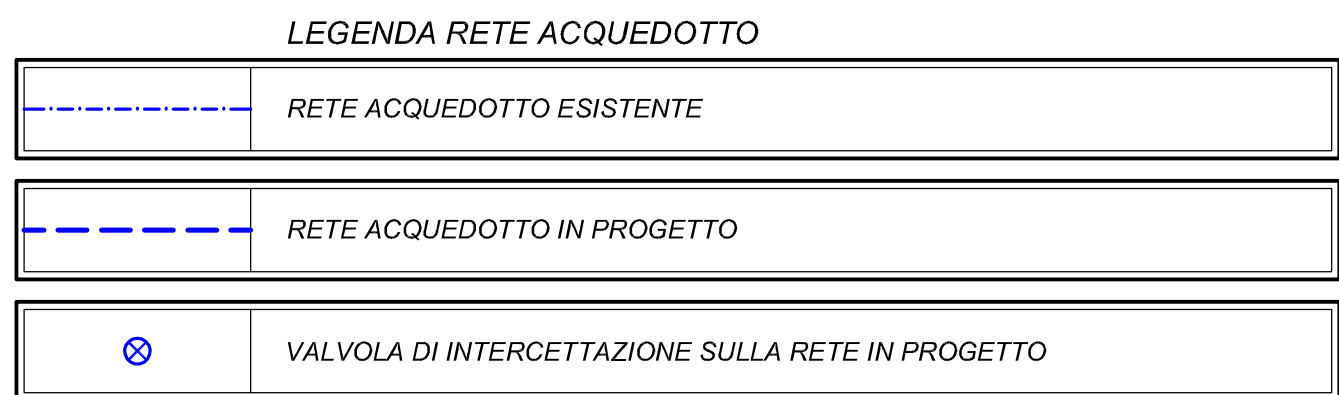 LEGENDA RETE ACQUEDOTTO
RETE ACQUEDOTTO ESISTENTE
RETE ACQUEDOTTO IN PROGETTO
VALVOLA DI INTERCETTAZIONE SULLA RETE IN PROGETTO